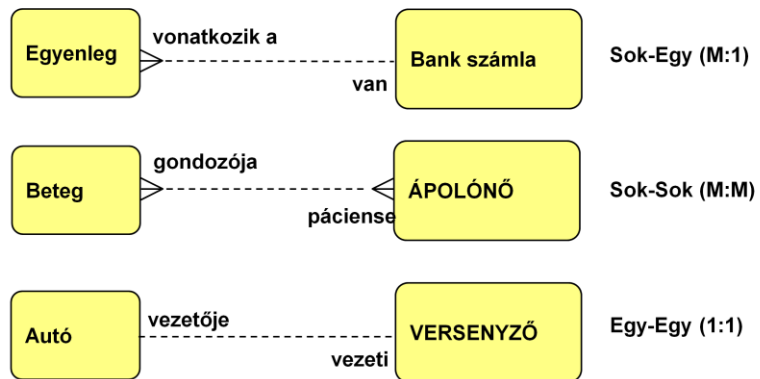 Egyenleg
vonatkozik a
van
Bank számla
Sok-Egy (M:1)
Beteg
gondozója
páciense
ÁPOLÓNŐ
Sok-Sok (M:M)
Autó
vezetője
vezeti
VERSENYZŐ
Egy-Egy (1:1)